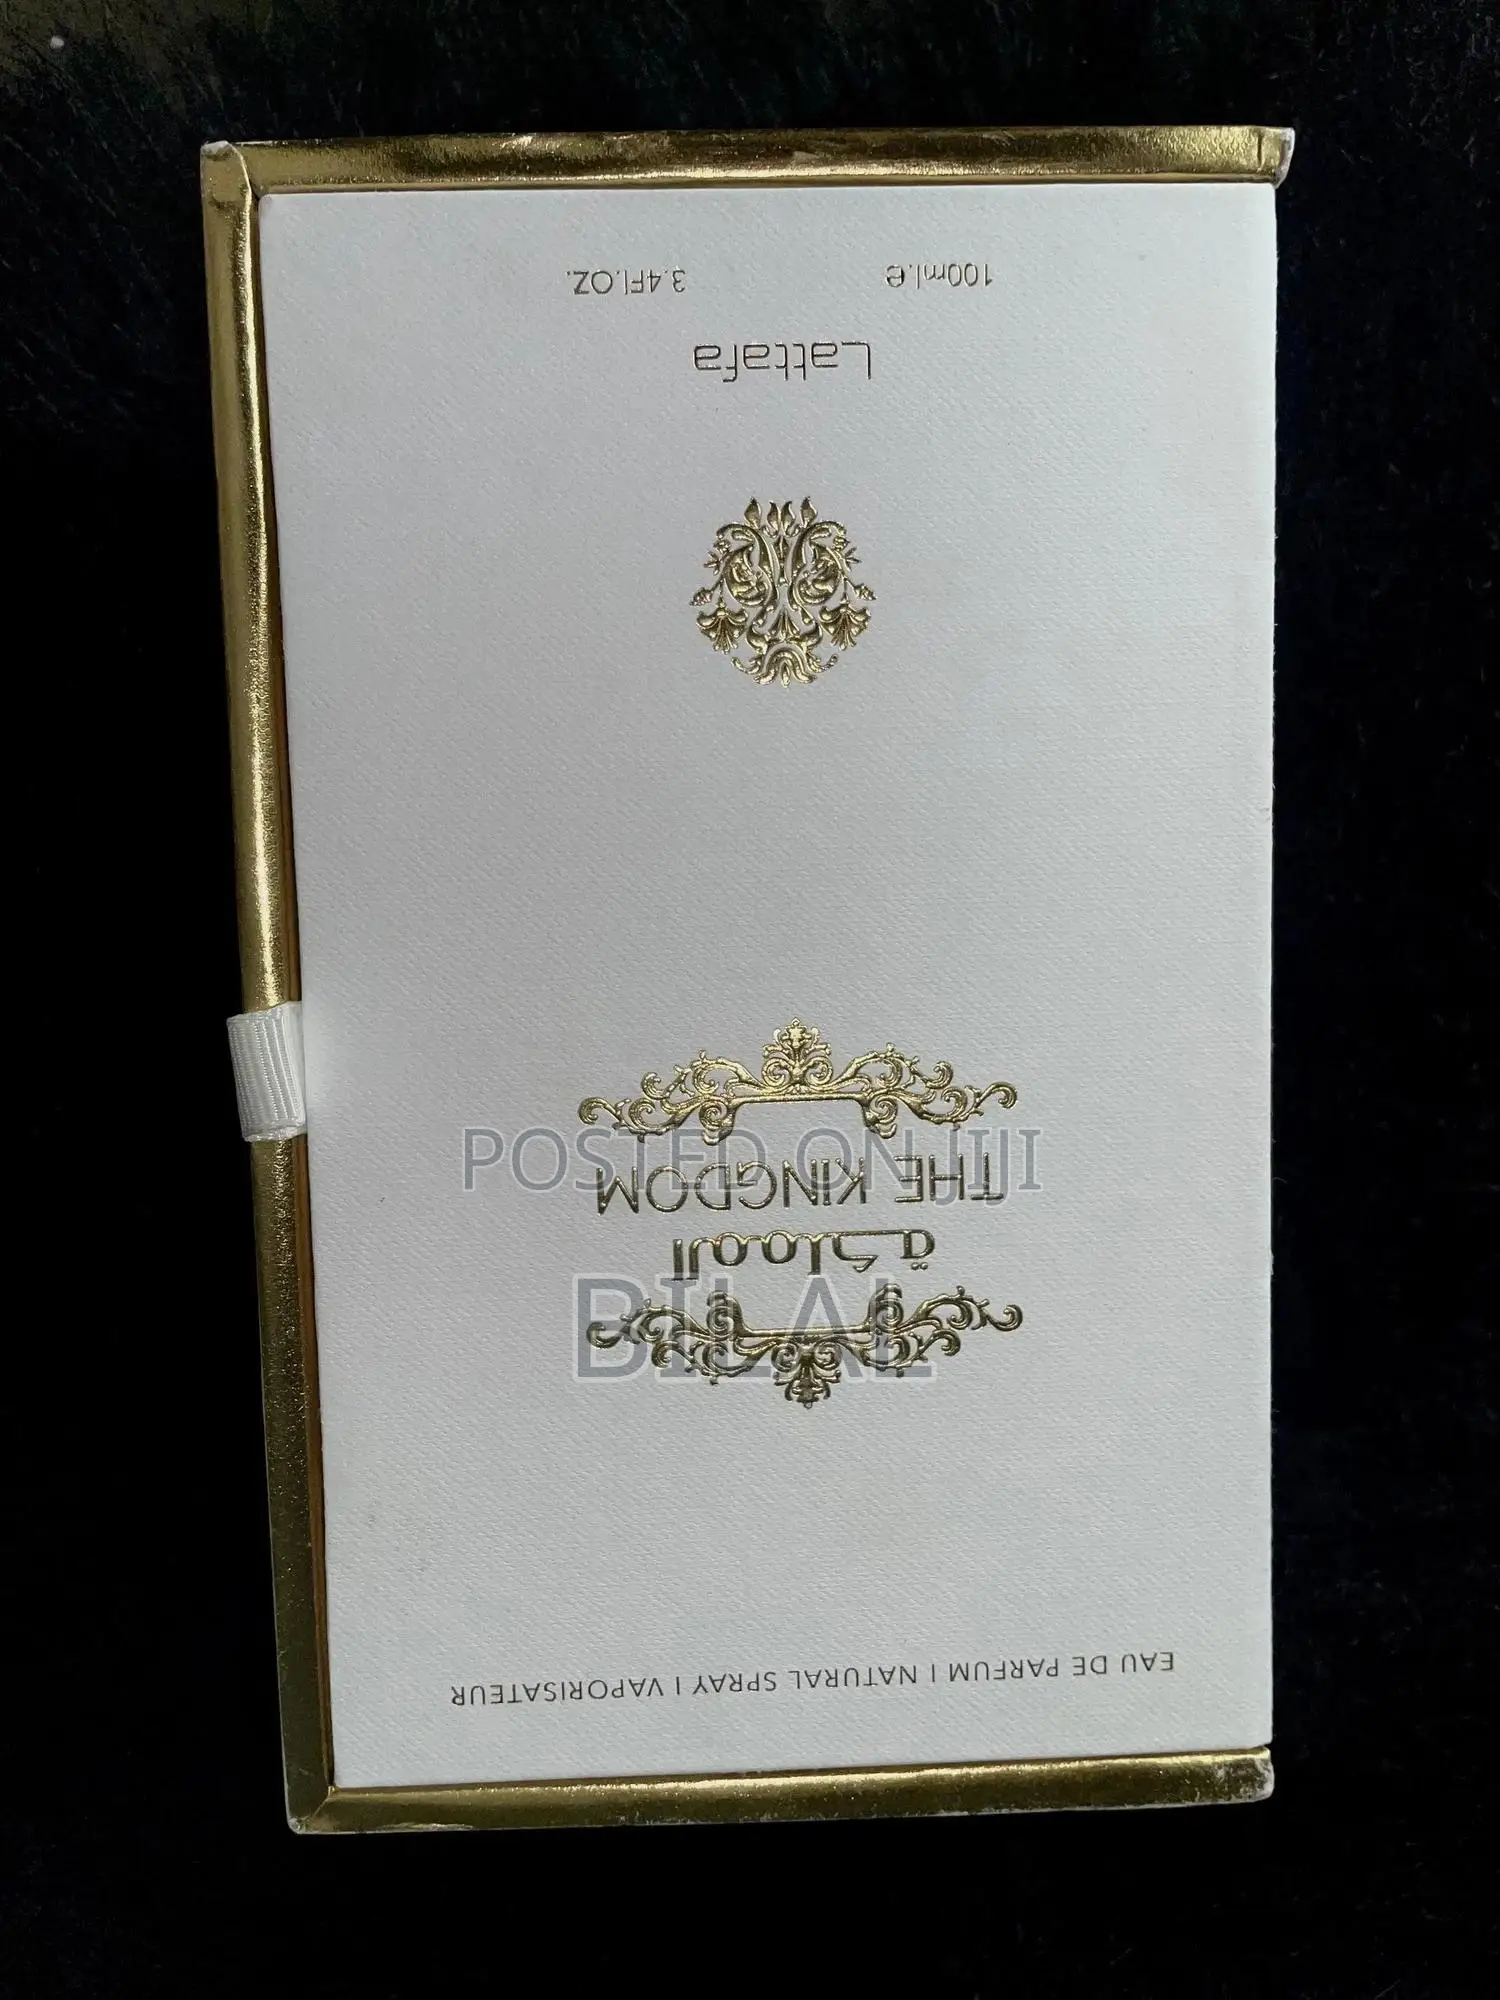 EAU DE PARFUM | NATURAL SPRAY | VAPORISATEUR
المملكة
THE KINGDOM
Lattafa
100ml.e 3.4Fl.OZ.
POSTED ON JIJI
BILAL